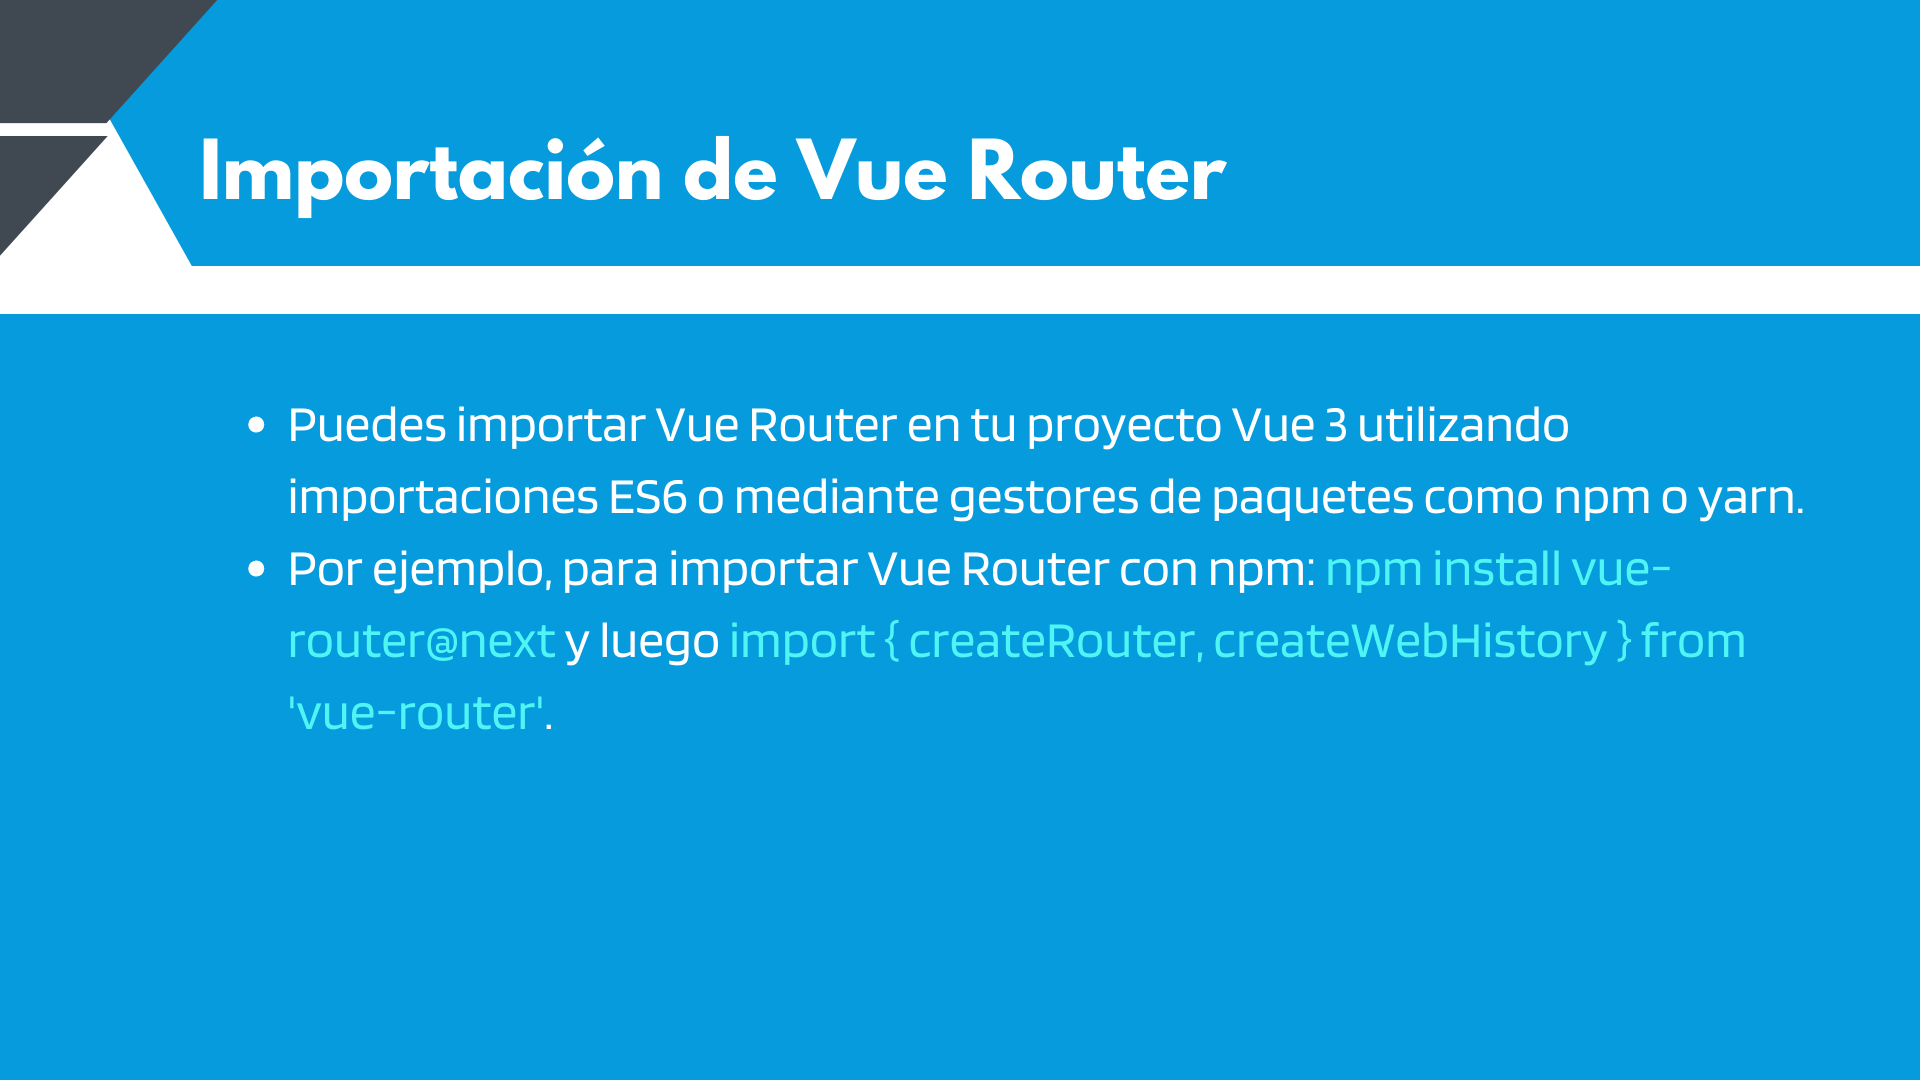 Importación de Vue Router
• Puedes importar Vue Router en tu proyecto Vue 3 utilizando
importaciones ES6 o mediante gestores de paquetes como npm o yarn.
• Por ejemplo, para importar Vue Router con npm: npm install vue-
router@next y luego import { createRouter, createWebHistory } from
'vue-router'.